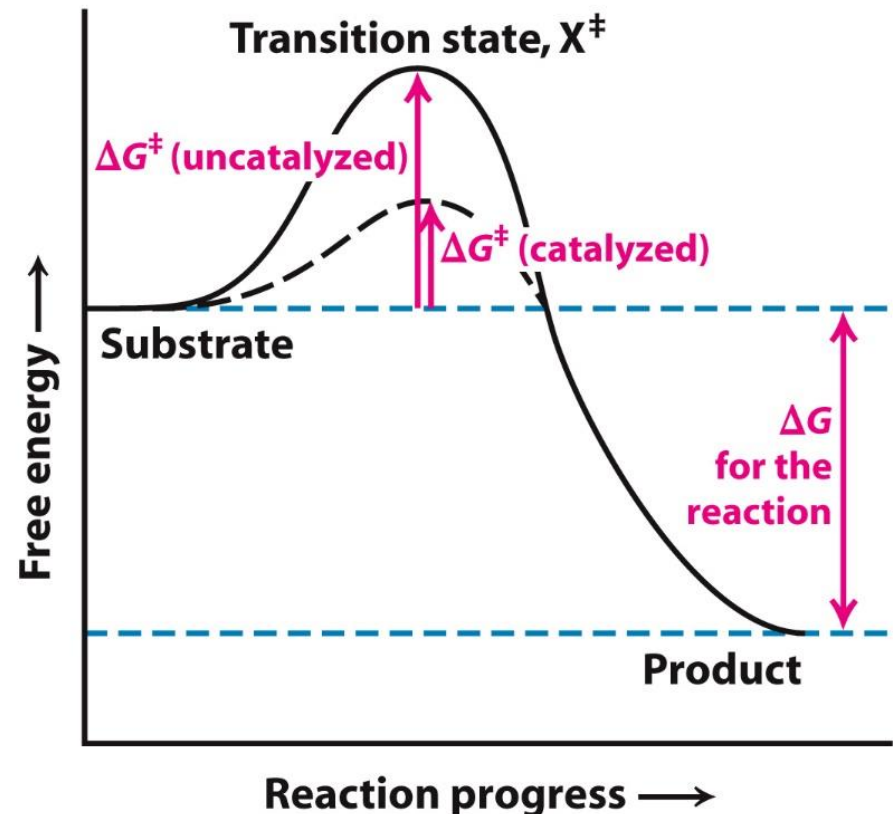 Transition state, X‡
ΔG‡ (uncatalyzed)
ΔG‡ (catalyzed)
Substrate
ΔG
for the
reaction
Product
Free energy →
Reaction progress →